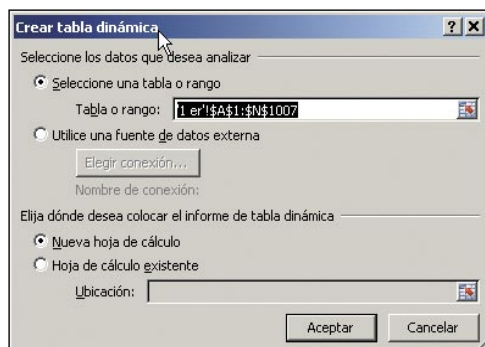 Crear tabla dinámica
Seleccione los datos que desea analizar
Seleccione una tabla o rango
Tabla o rango: '1 er'!$A$1:$N$1007
Utilice una fuente de datos externa
Elegir conexión...
Nombre de conexión:
Elija dónde desea colocar el informe de tabla dinámica
Nueva hoja de cálculo
Hoja de cálculo existente
Ubicación:
Aceptar Cancelar